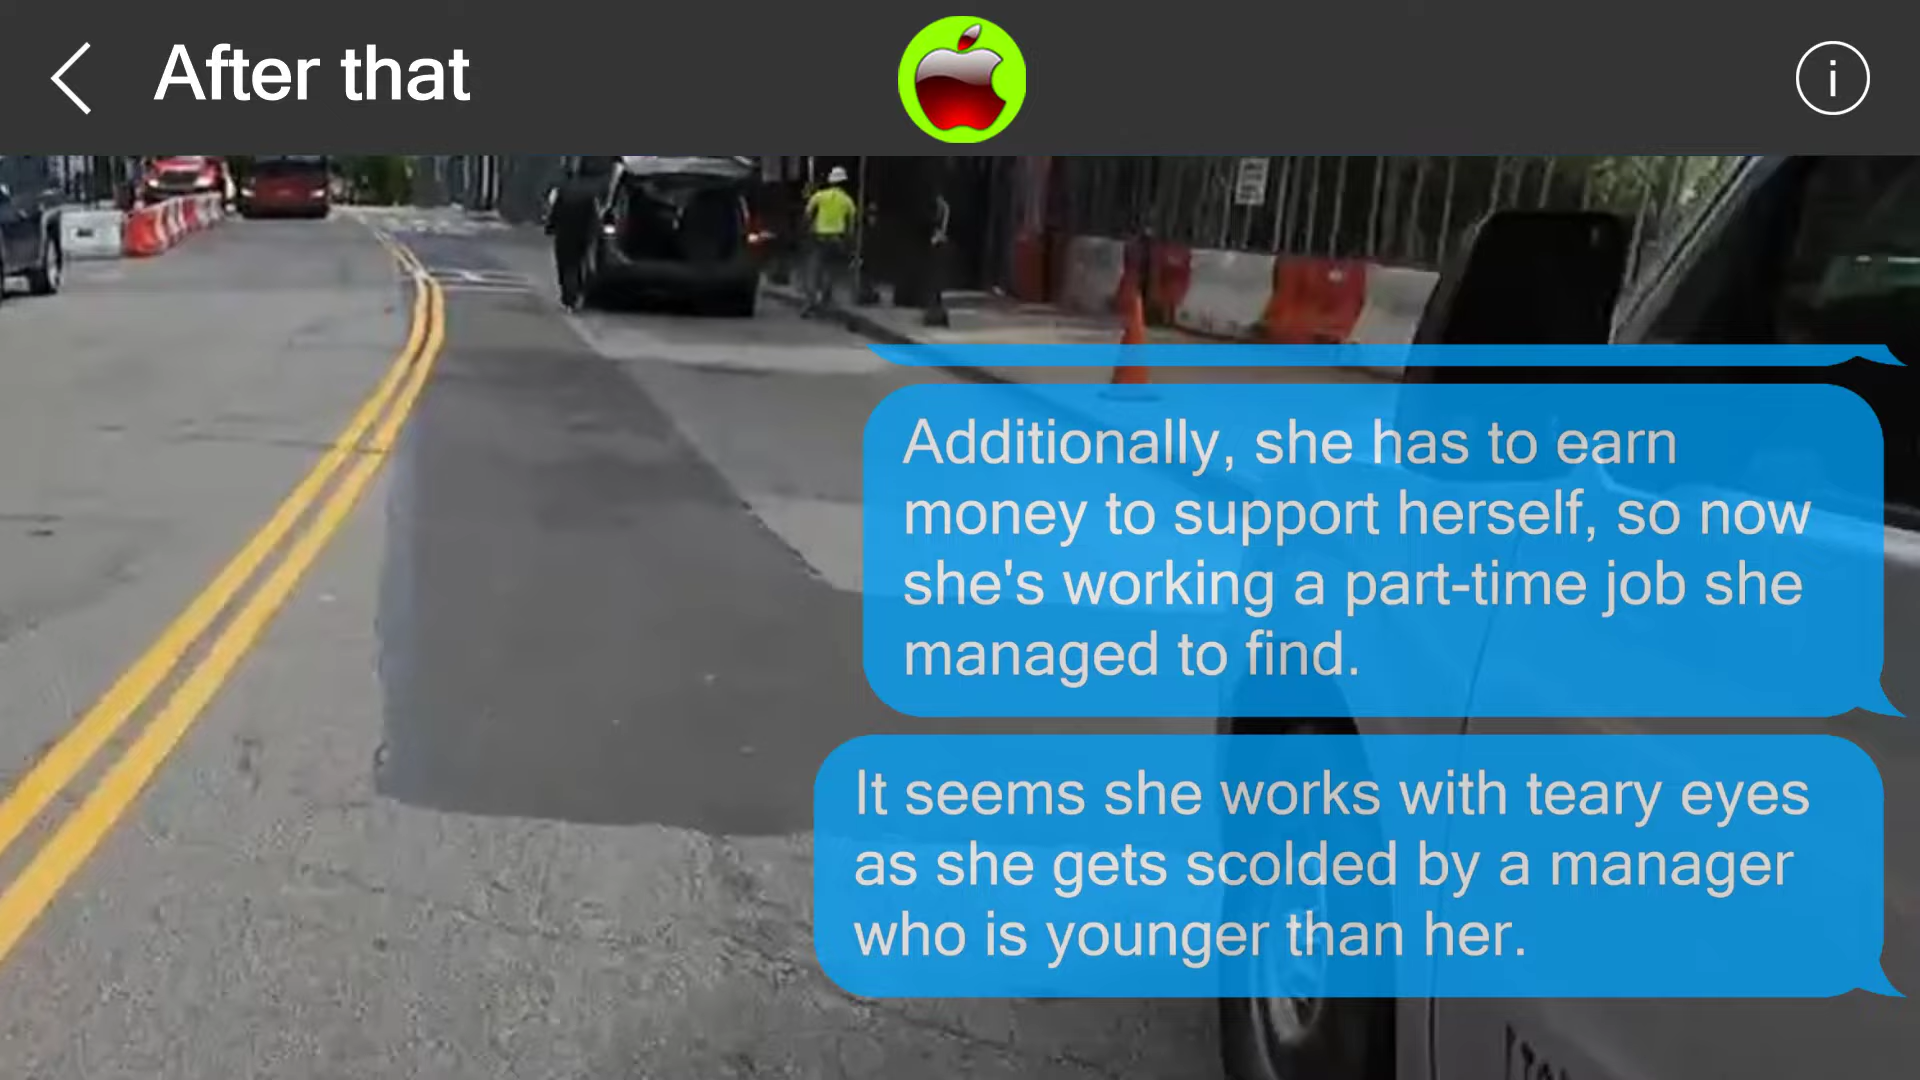 After that
Additionally, she has to earn
money to support herself, so now
she's working a part-time job she
managed to find.
It seems she works with teary eyes
as she gets scolded by a manager
who is younger than her.